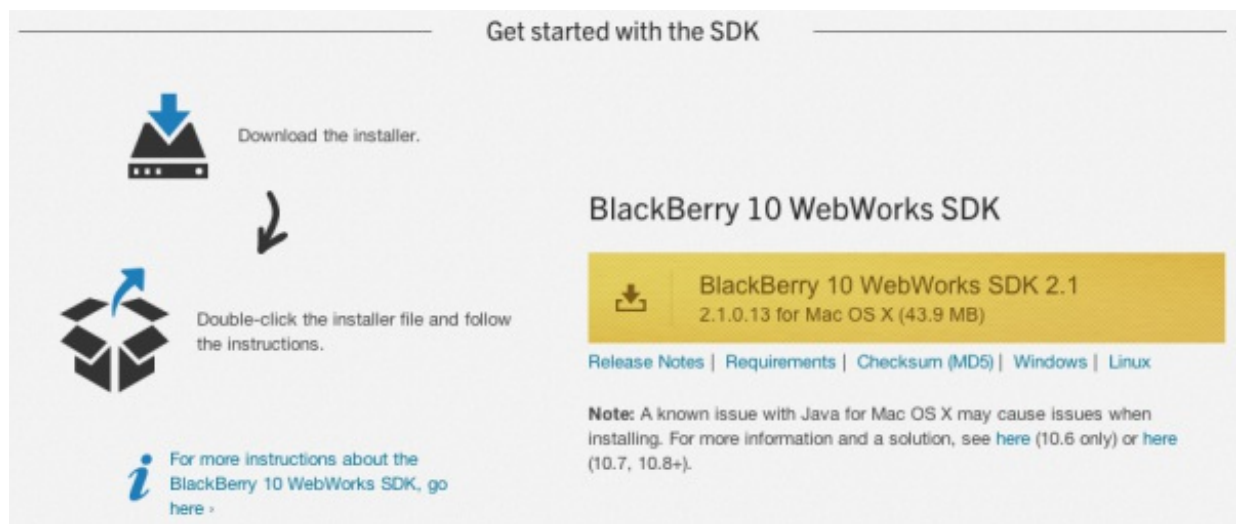 Get started with the SDK
Download the installer.
Double-click the installer file and follow
the instructions.
For more instructions about the
BlackBerry 10 WebWorks SDK, go
here ›
BlackBerry 10 WebWorks SDK
BlackBerry 10 WebWorks SDK 2.1
2.1.0.13 for Mac OS X (43.9 MB)
Release Notes | Requirements | Checksum (MD5) | Windows | Linux
Note: A known issue with Java for Mac OS X may cause issues when
installing. For more information and a solution, see here (10.6 only) or here
(10.7, 10.8+).